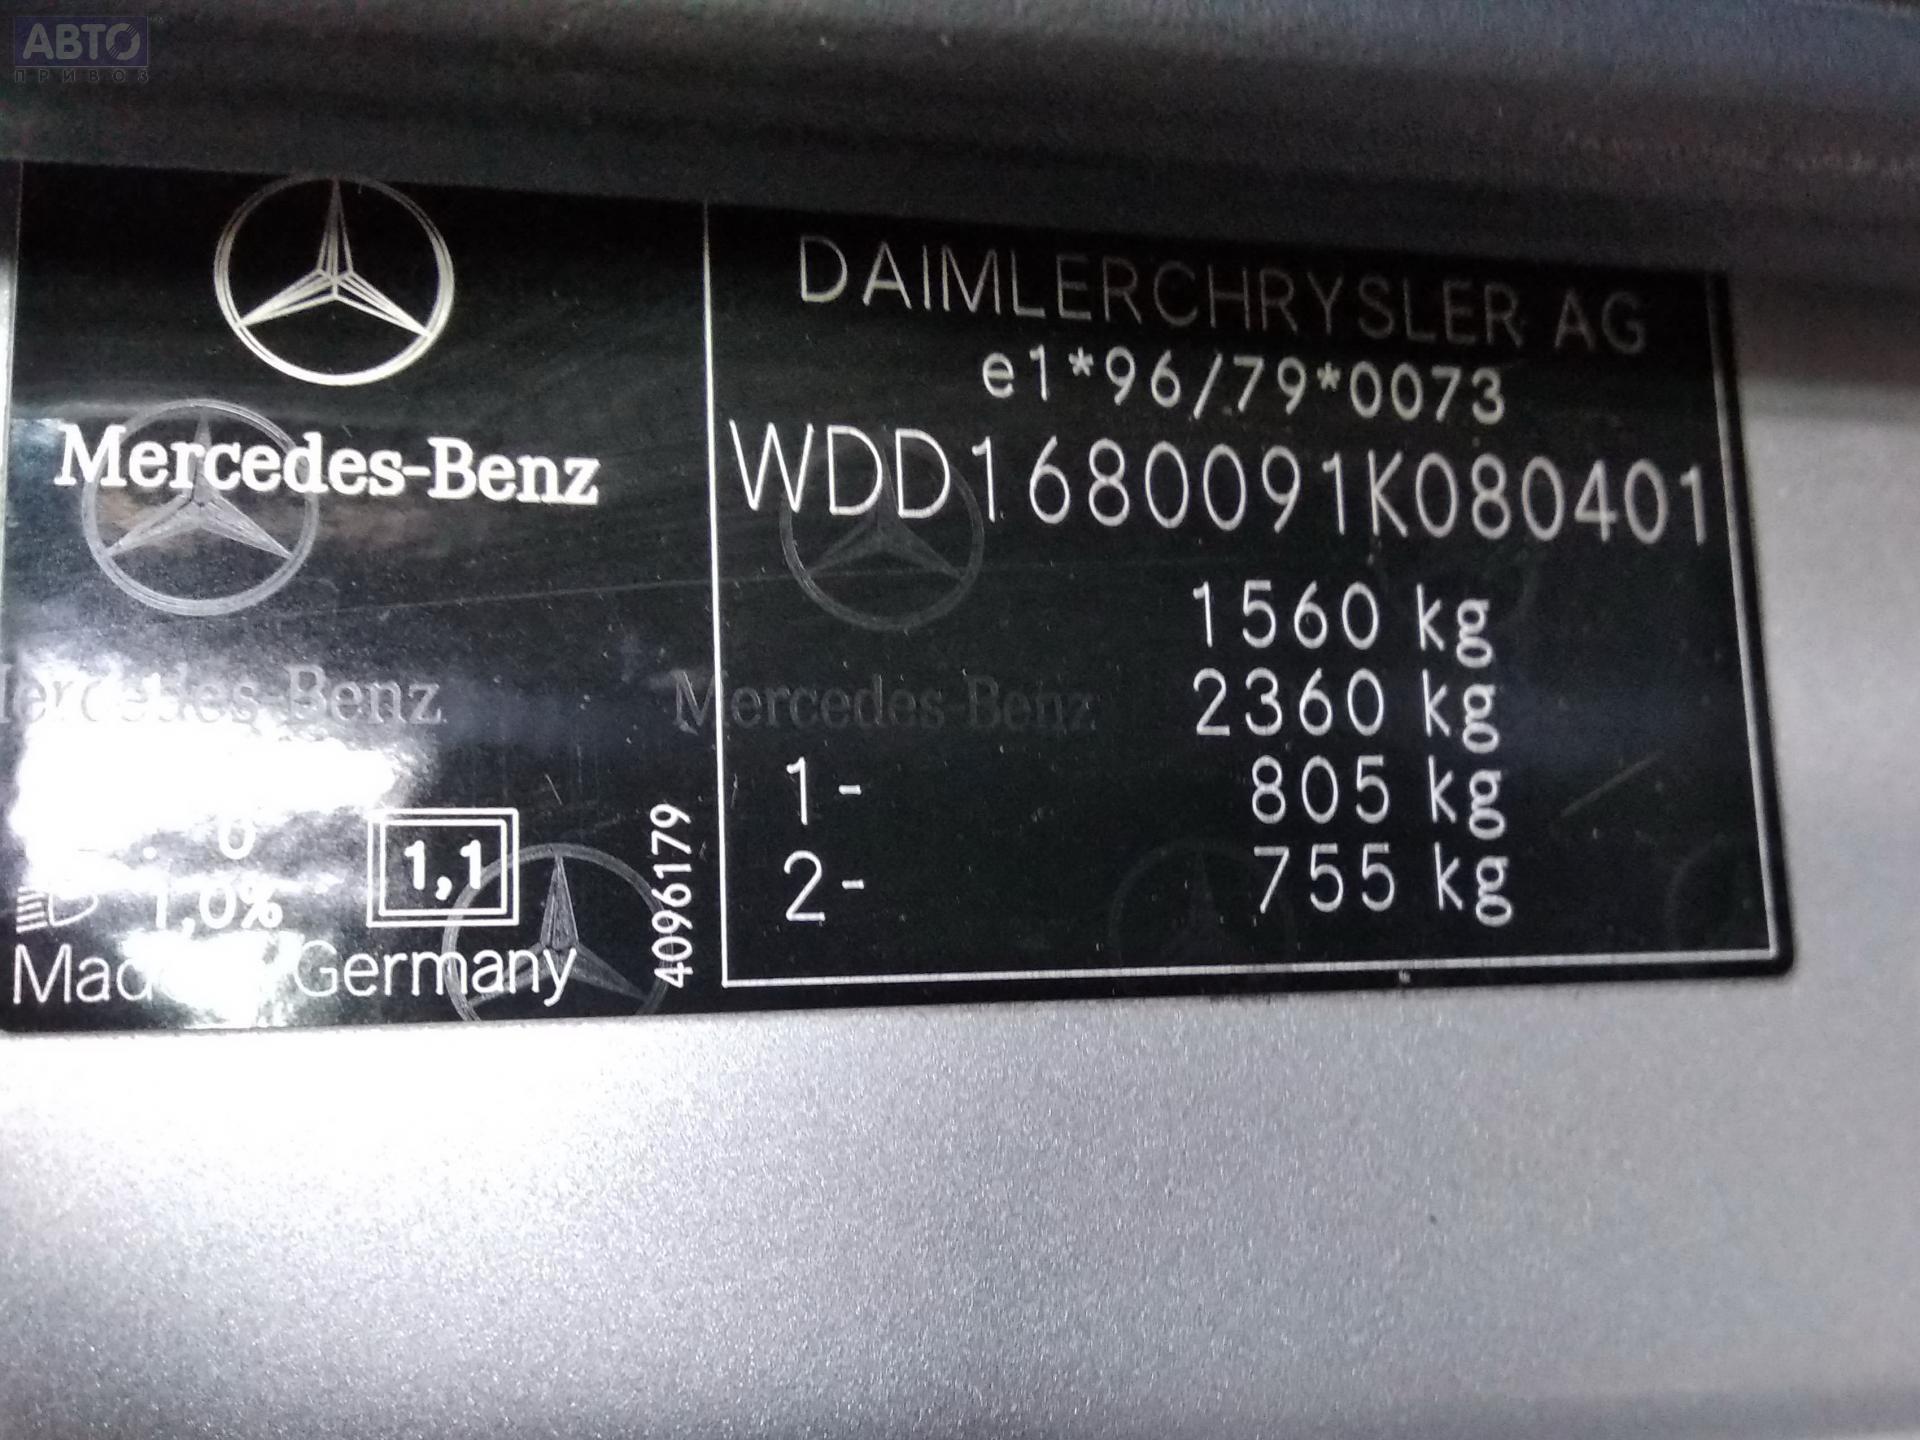 АВТО
ПРИВОЗ
Mercedes-Benz
DAIMLERCHRYSLER AG
e1*96/79*0073
WDD1680091K080401
1560 kg
2360 kg
1- 805 kg
2- 755 kg
Mercedes-Benz
Mercedes-Benz
0
1,0%
1,1
4096179
Germany